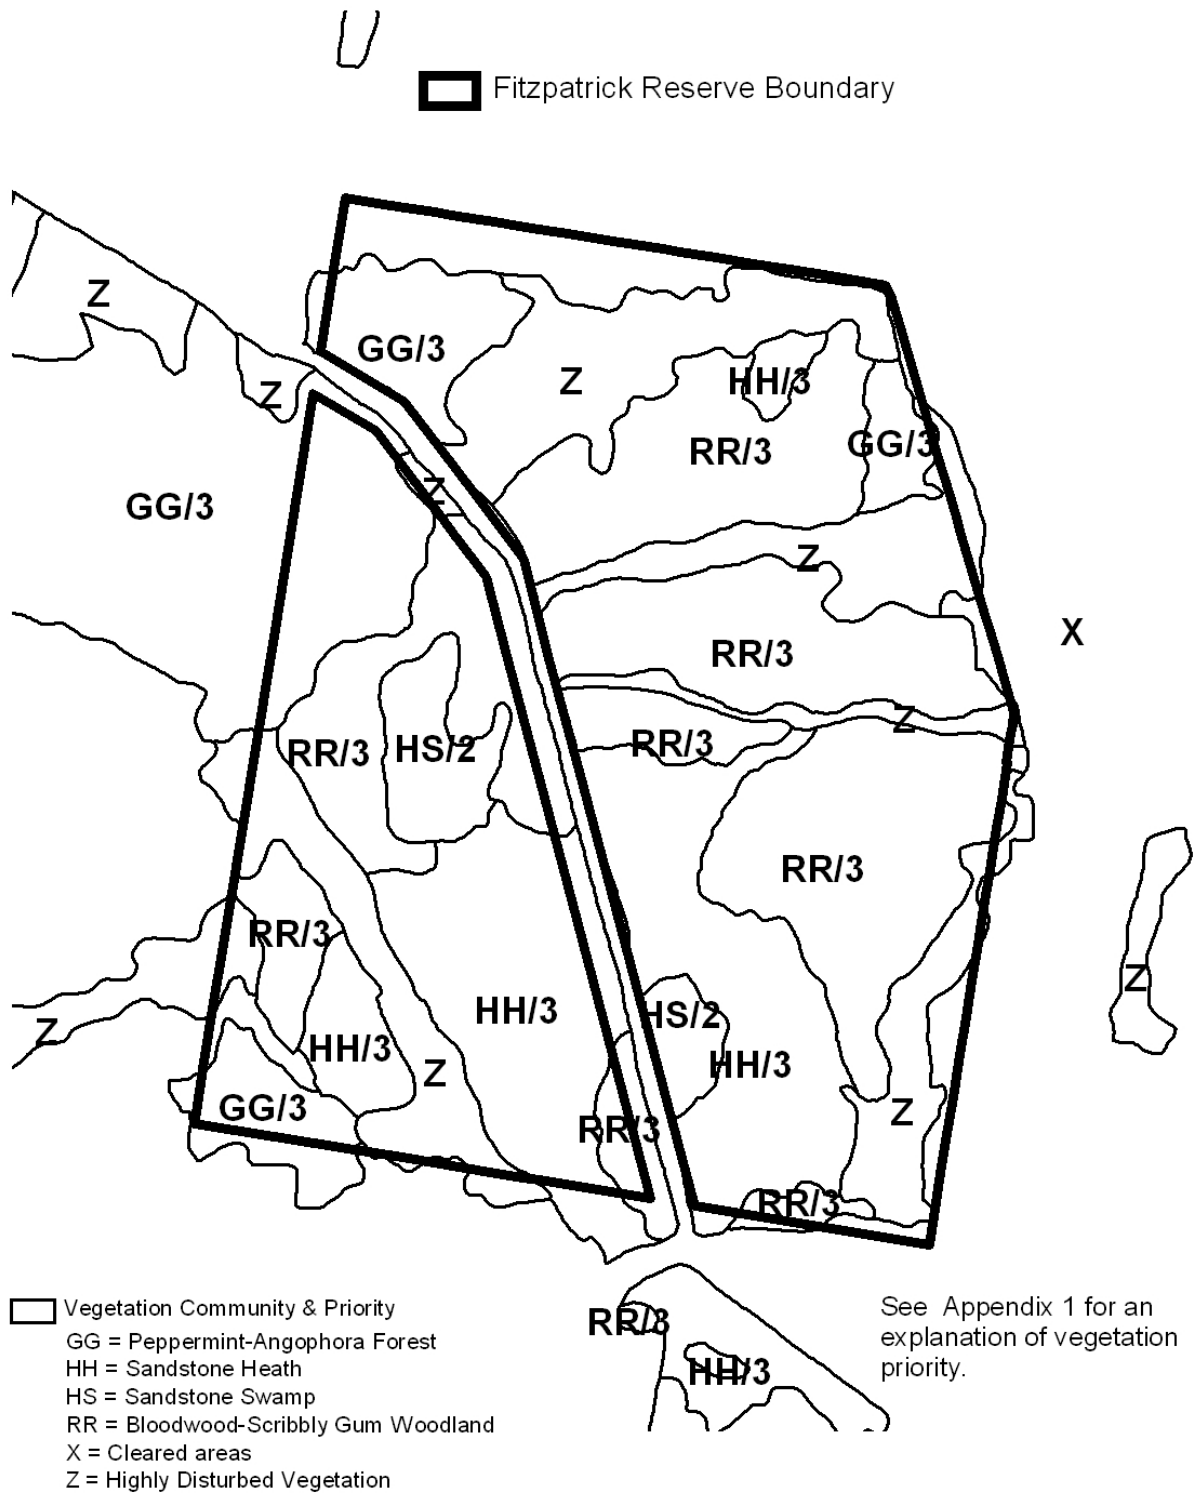 Fitzpatrick Reserve Boundary
Z
GG/3
Z
HH/3
Z
RR/3
GG/3
Z
GG/3
Z
X
RR/3
Z
RR/3
HS/2
RR/3
RR/3
RR/3
Z
HH/3
HS/2
Z
HH/3
HH/3
Z
GG/3
Z
RR/3
RR/3
Vegetation Community & Priority
GG = Peppermint-Angophora Forest
HH = Sandstone Heath
HS = Sandstone Swamp
RR = Bloodwood-Scribbly Gum Woodland
X = Cleared areas
Z = Highly Disturbed Vegetation
RR/3
HH/3
See Appendix 1 for an
explanation of vegetation
priority.